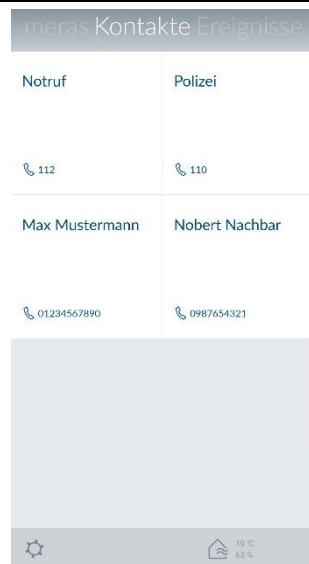 meras Kontakte Ereignisse
Notruf
Polizei
112
110
Max Mustermann
Nobert Nachbar
01234567890
0987654321
19 °C
63 %